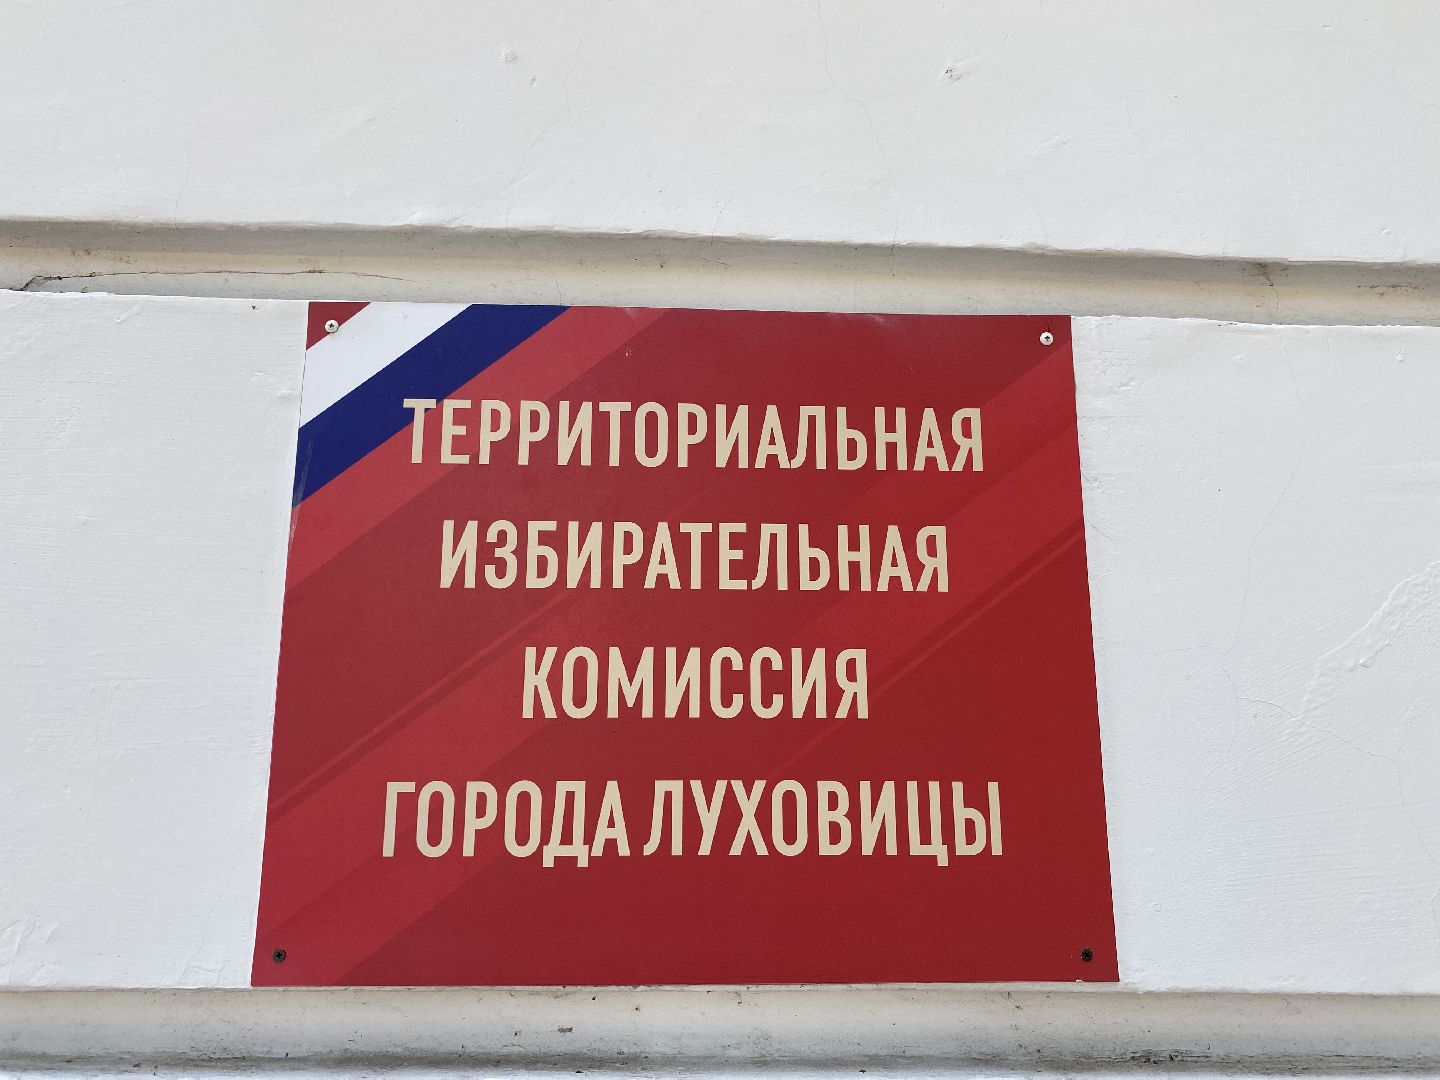 ТЕРРИТОРИАЛЬНАЯ
ИЗБИРАТЕЛЬНАЯ
КОМИССИЯ
ГОРОДА ЛУХОВИЦЫ